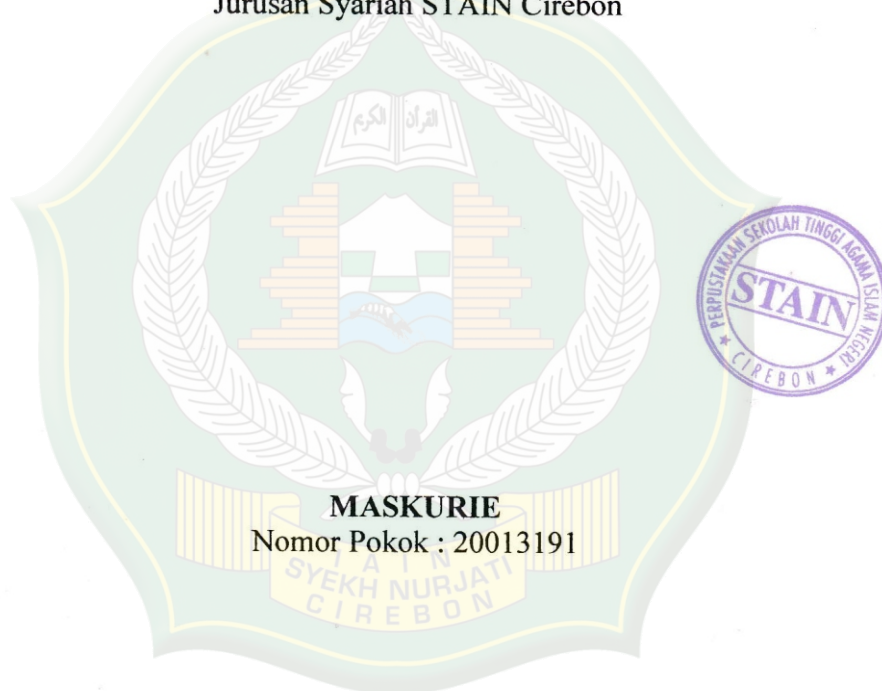 Jurusan Syariah STAIN Cirebon
القرآن الكريم
PERPUSTAKAAN SEKOLAH TINGGI AGAMA ISLAM NEGERI
STAIN
* CIREBON *
MASKURIE
Nomor Pokok : 20013191
IAIN
SYEKH NURJATI
CIREBON